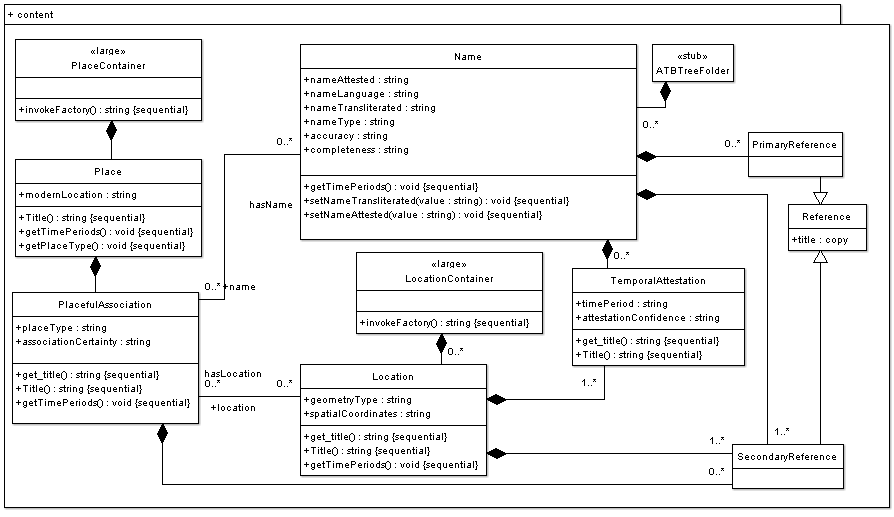 + content
«large»
PlaceContainer
+invokeFactory() : string {sequential}
Place
+modernLocation : string
+Title() : string {sequential}
+getTimePeriods() : void {sequential}
+getPlaceType() : void {sequential}
PlacefulAssociation
+placeType : string
+associationCertainty : string
+get_title() : string {sequential}
+Title() : string {sequential}
+getTimePeriods() : void {sequential}
Name
+nameAttested : string
+nameLanguage : string
+nameTransliterated : string
+nameType : string
+accuracy : string
+completeness : string
+getTimePeriods() : void {sequential}
+setNameTransliterated(value : string) : void {sequential}
+setNameAttested(value : string) : void {sequential}
0..*
hasName
0..*
+name
«stub»
ATBTreeFolder
0..*
0..*
PrimaryReference
Reference
+title : copy
0..*
TemporalAttestation
+timePeriod : string
+attestationConfidence : string
+get_title() : string {sequential}
+Title() : string {sequential}
«large»
LocationContainer
+invokeFactory() : string {sequential}
0..*
Location
+geometryType : string
+spatialCoordinates : string
+get_title() : string {sequential}
+Title() : string {sequential}
+getTimePeriods() : void {sequential}
hasLocation
0..*
0..*
+location
1..*
1..*
1..*
0..*
SecondaryReference